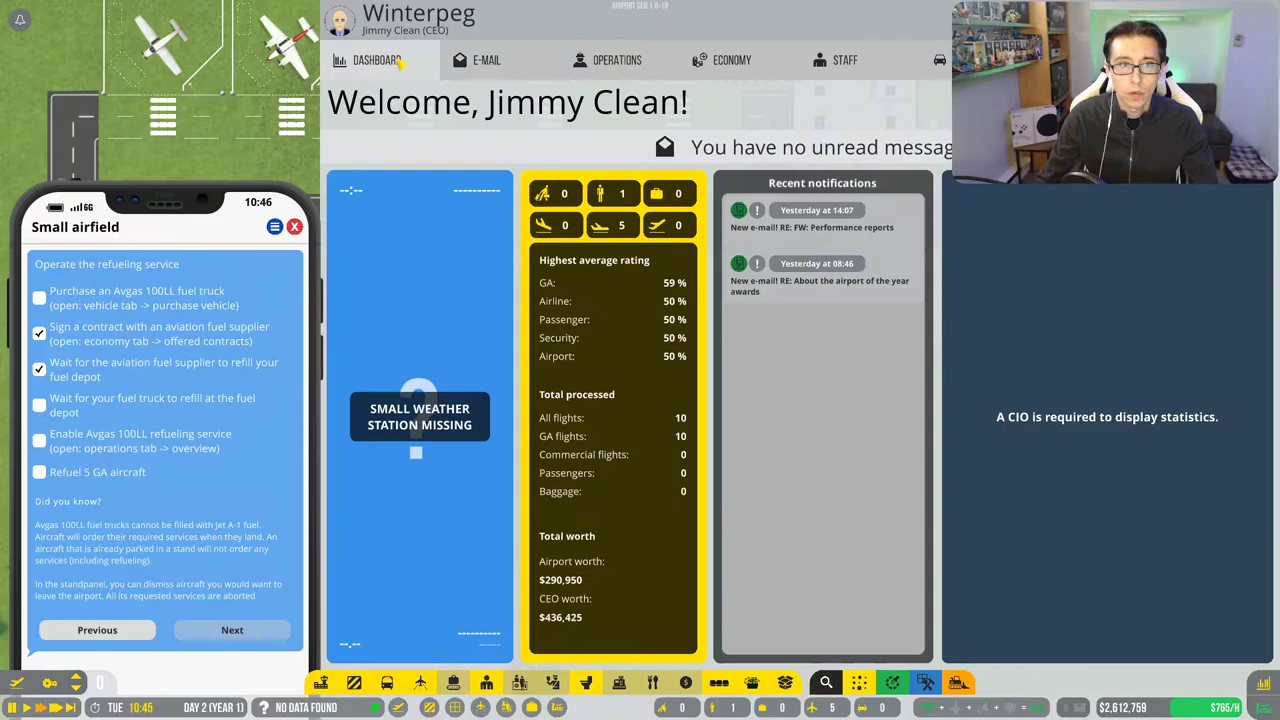 AIRPORT CEO 1.0-10
Winterpeg
Jimmy Clean (CEO)
DASHBOARD
E-MAIL
OPERATIONS
ECONOMY
STAFF
Welcome, Jimmy Clean!
You have no unread messag
10:46
6G
Small airfield
Operate the refueling service
Purchase an Avgas 100LL fuel truck
(open: vehicle tab -> purchase vehicle)
Sign a contract with an aviation fuel supplier
(open: economy tab -> offered contracts)
Wait for the aviation fuel supplier to refill your
fuel depot
Wait for your fuel truck to refill at the fuel
depot
Enable Avgas 100LL refueling service
(open: operations tab -> overview)
Refuel 5 GA aircraft
Did you know?
Avgas 100LL fuel trucks cannot be filled with Jet A-1 fuel.
Aircraft will order their required services when they land. An
aircraft that is already parked in a stand will not order any
services (including refueling).
In the standpanel, you can dismiss aircraft you would want to
leave the airport. All its requested services are aborted
Previous
Next
--:--
----------
?
SMALL WEATHER
STATION MISSING
----------
--:--
0
1
0
0
5
0
Highest average rating
GA: 59 %
Airline: 50 %
Passenger: 50 %
Security: 50 %
Airport: 50 %
Total processed
All flights: 10
GA flights: 10
Commercial flights: 0
Passengers: 0
Baggage: 0
Total worth
Airport worth:
$290,950
CEO worth:
$436,425
Recent notifications
! Yesterday at 14:07
New e-mail! RE: FW: Performance reports
! Yesterday at 08:46
New e-mail! RE: About the airport of the year
awards
A CIO is required to display statistics.
0
TUE 10:45
DAY 2 (YEAR 1)
? NO DATA FOUND
0
1
5
0
$2,612,759
$765/H